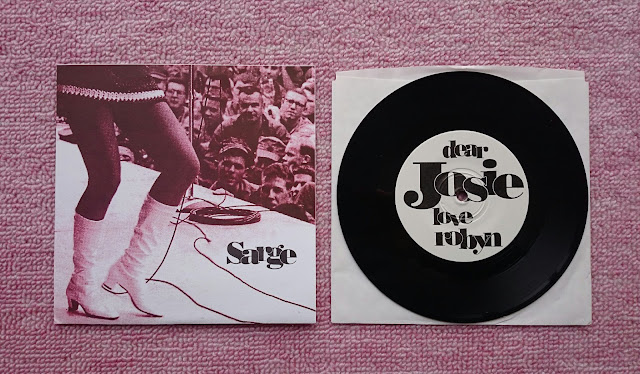 Sarge
dear
Josie
love
robyn